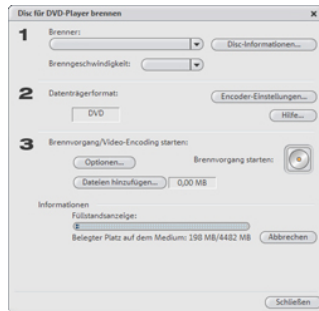 Disc für DVD-Player brennen
1
Brenner:
Disc-Informationen...
Brenngeschwindigkeit:
2
Datenträgerformat:
Encoder-Einstellungen...
DVD
Hilfe...
3
Brennvorgang/Video-Encoding starten:
Optionen...
Brennvorgang starten:
Dateien hinzufügen...
0,00 MB
Informationen
Füllstandsanzeige:
Belegter Platz auf dem Medium: 198 MB/4482 MB
Abbrechen
Schließen